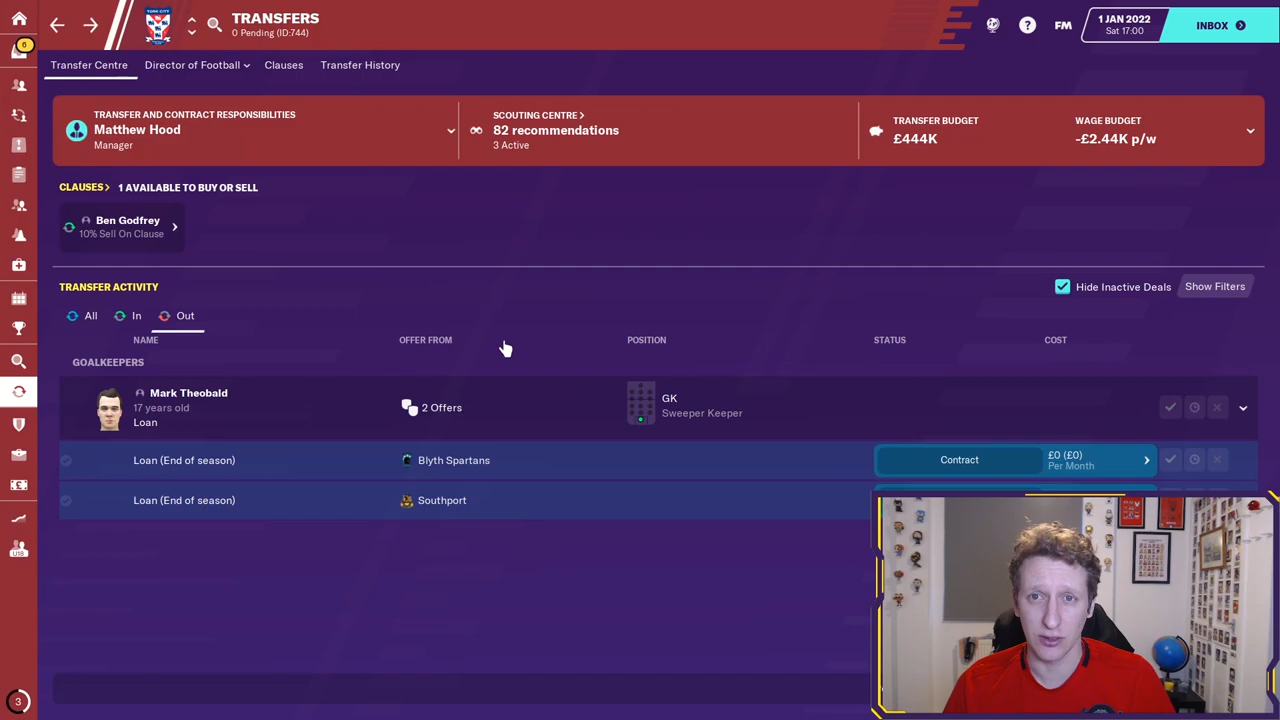 TRANSFERS
0 Pending (ID:744)
FM
1 JAN 2022
Sat 17:00
INBOX
6
Transfer Centre
Director of Football
Clauses
Transfer History
TRANSFER AND CONTRACT RESPONSIBILITIES
Matthew Hood
Manager
SCOUTING CENTRE
82 recommendations
3 Active
TRANSFER BUDGET
£444K
WAGE BUDGET
-£2.44K p/w
CLAUSES 1 AVAILABLE TO BUY OR SELL
Ben Godfrey
10% Sell On Clause
TRANSFER ACTIVITY
Hide Inactive Deals
Show Filters
All
In
Out
NAME
OFFER FROM
POSITION
STATUS
COST
GOALKEEPERS
Mark Theobald
17 years old
Loan
2 Offers
GK
Sweeper Keeper
Loan (End of season)
Blyth Spartans
Contract
£0 (£0)
Per Month
Loan (End of season)
Southport
U18
3